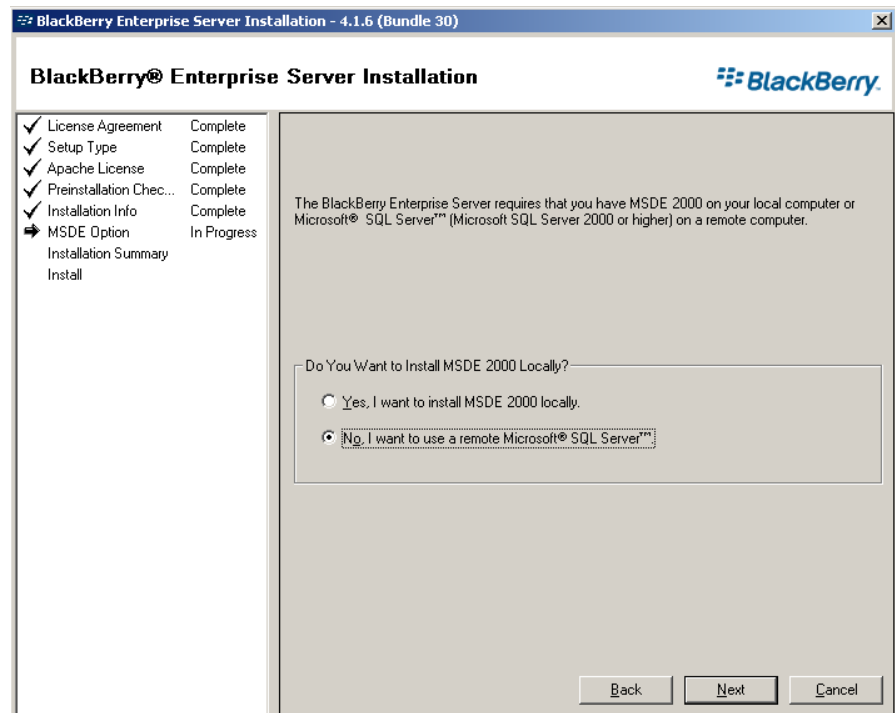 BlackBerry Enterprise Server Installation - 4.1.6 (Bundle 30)
BlackBerry® Enterprise Server Installation
BlackBerry.
License Agreement Complete
Setup Type Complete
Apache License Complete
Preinstallation Chec... Complete
Installation Info Complete
MSDE Option In Progress
Installation Summary
Install
The BlackBerry Enterprise Server requires that you have MSDE 2000 on your local computer or
Microsoft® SQL Server™ (Microsoft SQL Server 2000 or higher) on a remote computer.
Do You Want to Install MSDE 2000 Locally?
Yes, I want to install MSDE 2000 locally.
No, I want to use a remote Microsoft® SQL Server™.
Back Next Cancel